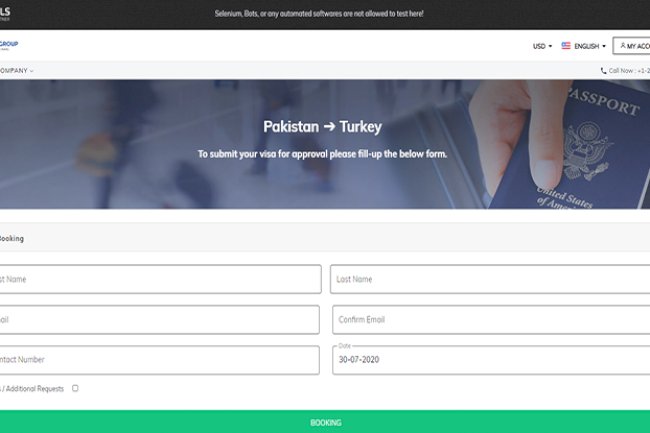 Selenium, Bots, or any automated softwares are not allowed to test here!
GROUP
USD
ENGLISH
MY ACCO
OMPANY
Call Now : +1-2
Pakistan ➔ Turkey
To submit your visa for approval please fill-up the below form.
PASSPORT
United States
of America
Booking
st Name
Last Name
ail
Confirm Email
ntact Number
Date
30-07-2020
s / Additional Requests
BOOKING